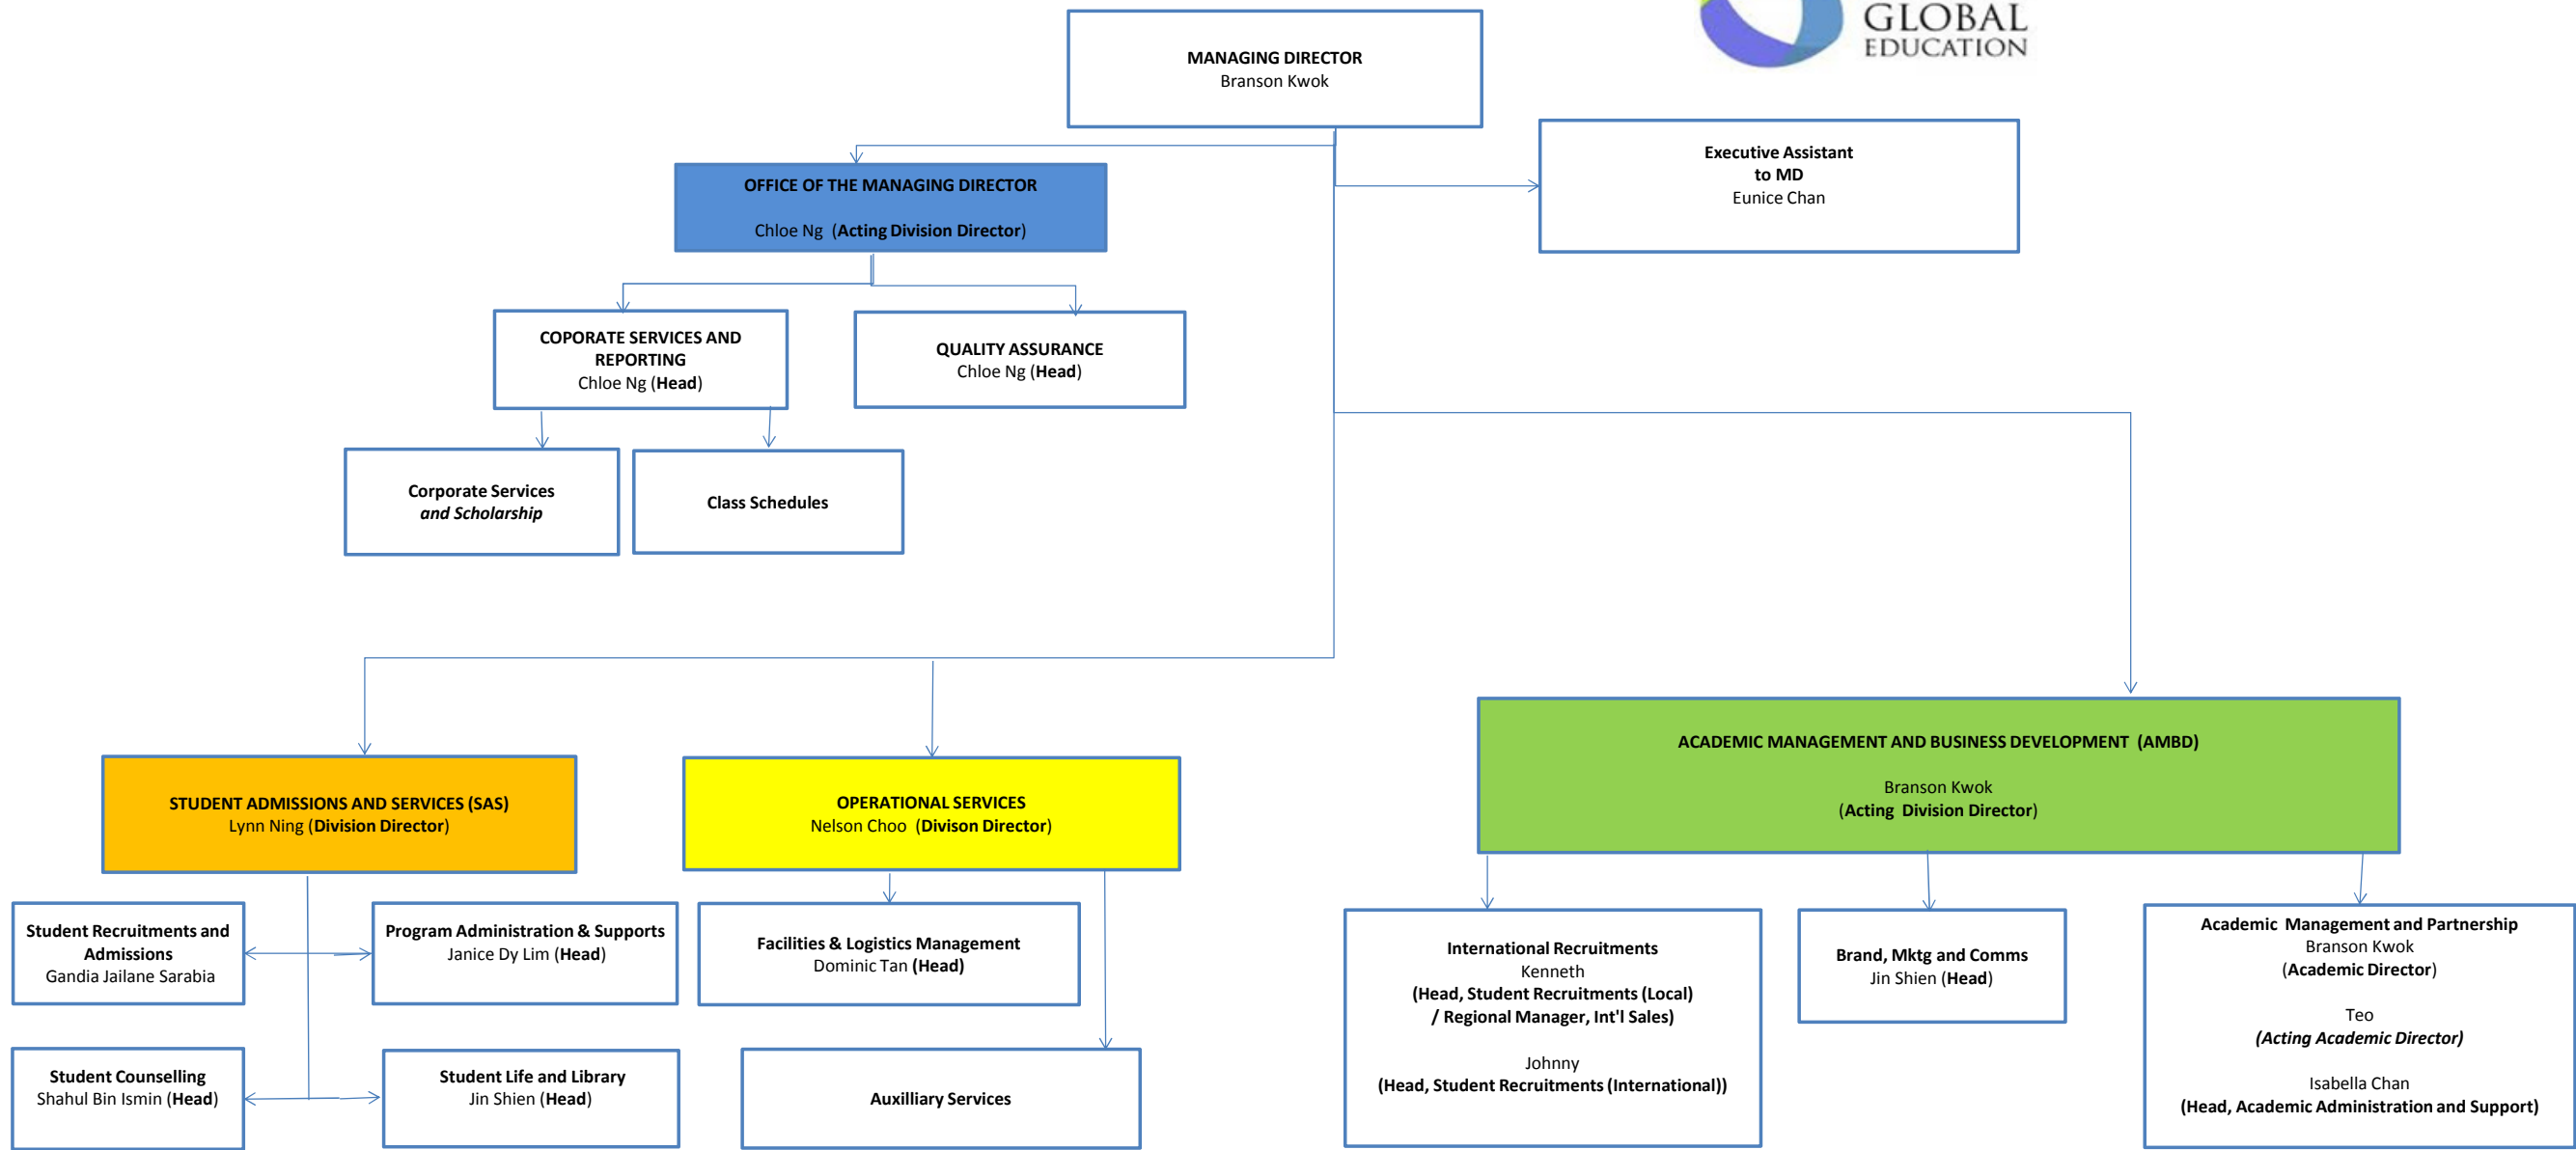 GLOBAL
EDUCATION
MANAGING DIRECTOR
Branson Kwok
Executive Assistant
to MD
Eunice Chan
OFFICE OF THE MANAGING DIRECTOR
Chloe Ng (Acting Division Director)
COPORATE SERVICES AND
REPORTING
Chloe Ng (Head)
QUALITY ASSURANCE
Chloe Ng (Head)
Corporate Services
and Scholarship
Class Schedules
STUDENT ADMISSIONS AND SERVICES (SAS)
Lynn Ning (Division Director)
OPERATIONAL SERVICES
Nelson Choo (Divison Director)
ACADEMIC MANAGEMENT AND BUSINESS DEVELOPMENT (AMBD)
Branson Kwok
(Acting Division Director)
Student Recruitments and
Admissions
Gandia Jailane Sarabia
Program Administration & Supports
Janice Dy Lim (Head)
Student Counselling
Shahul Bin Ismin (Head)
Student Life and Library
Jin Shien (Head)
Facilities & Logistics Management
Dominic Tan (Head)
Auxilliary Services
International Recruitments
Kenneth
(Head, Student Recruitments (Local)
/ Regional Manager, Int'l Sales)
Johnny
(Head, Student Recruitments (International))
Brand, Mktg and Comms
Jin Shien (Head)
Academic Management and Partnership
Branson Kwok
(Academic Director)
Teo
(Acting Academic Director)
Isabella Chan
(Head, Academic Administration and Support)